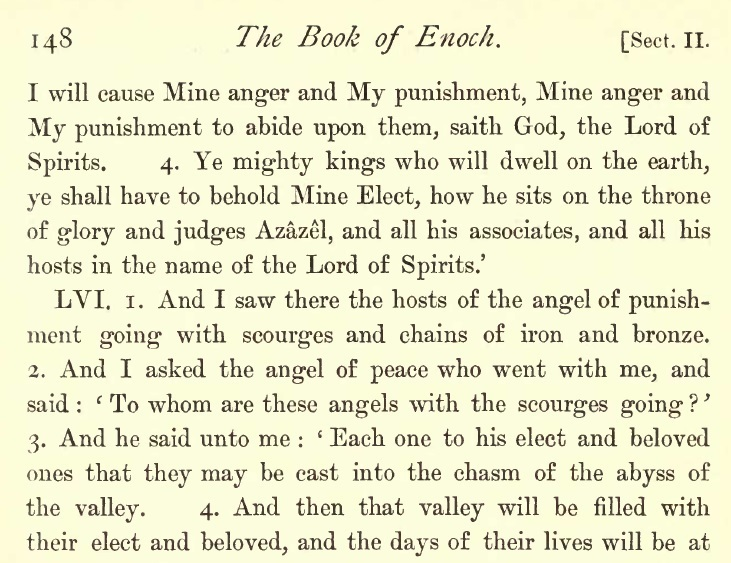 148 The Book of Enoch. [Sect. II.
I will cause Mine anger and My punishment, Mine anger and
My punishment to abide upon them, saith God, the Lord of
Spirits. 4. Ye mighty kings who will dwell on the earth,
ye shall have to behold Mine Elect, how he sits on the throne
of glory and judges Azâzêl, and all his associates, and all his
hosts in the name of the Lord of Spirits.’
LVI. 1. And I saw there the hosts of the angel of punish-
ment going with scourges and chains of iron and bronze.
2. And I asked the angel of peace who went with me, and
said : ‘ To whom are these angels with the scourges going ? ’
3. And he said unto me : ‘ Each one to his elect and beloved
ones that they may be cast into the chasm of the abyss of
the valley. 4. And then that valley will be filled with
their elect and beloved, and the days of their lives will be at